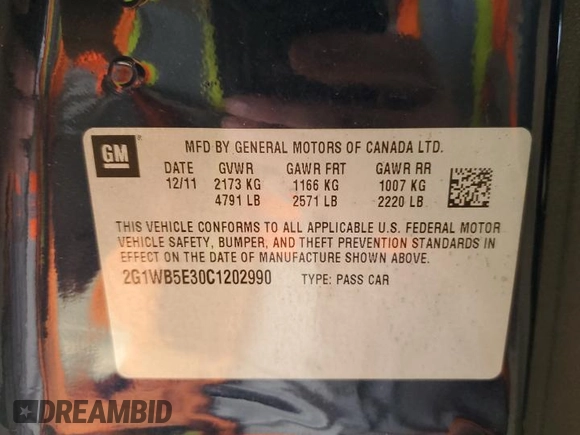 GM
MFD BY GENERAL MOTORS OF CANADA LTD.
DATE GVWR GAWR FRT GAWR RR
12/11 2173 KG 1166 KG 1007 KG
4791 LB 2571 LB 2220 LB
THIS VEHICLE CONFORMS TO ALL APPLICABLE U.S. FEDERAL MOTOR
VEHICLE SAFETY, BUMPER, AND THEFT PREVENTION STANDARDS IN
EFFECT ON THE DATE OF MANUFACTURE SHOWN ABOVE.
2G1WB5E30C1202990 TYPE: PASS CAR
DREAMBID